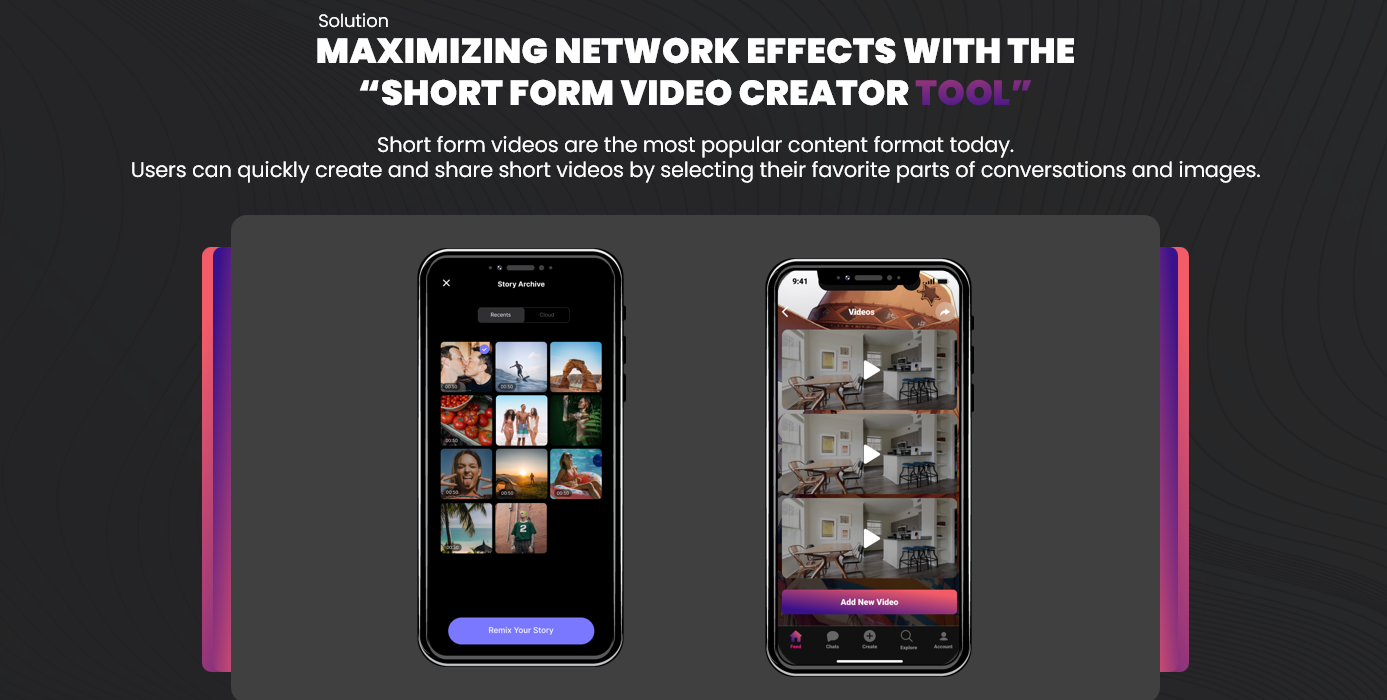 Solution
MAXIMIZING NETWORK EFFECTS WITH THE
“SHORT FORM VIDEO CREATOR TOOL”
Short form videos are the most popular content format today.
Users can quickly create and share short videos by selecting their favorite parts of conversations and images.
Story Archive
Recents Cloud
00:50 00:50
00:50
00:50 00:50 00:50
00:50
2
Remix Your Story
9:41
Videos
Add New Video
Feed Chats Create Explore Account